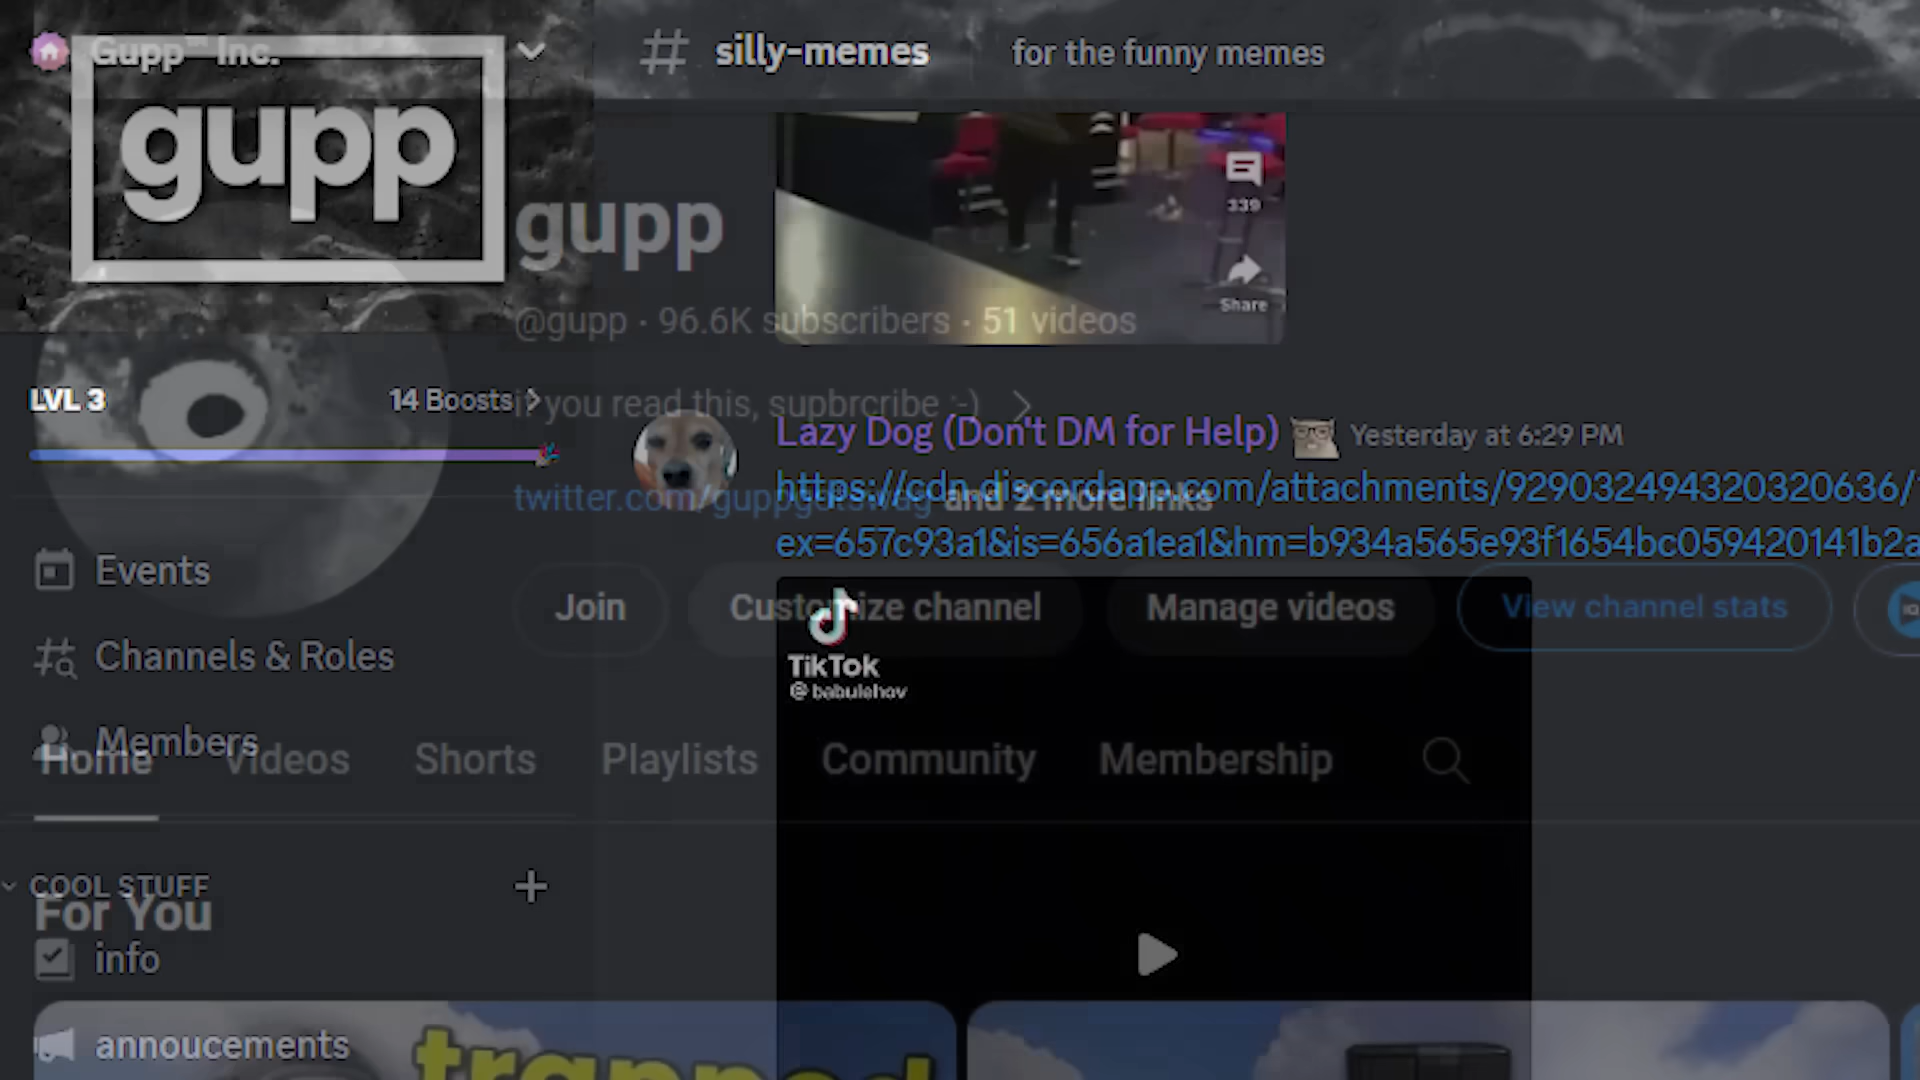 Gupp™ Inc.
silly-memes
for the funny memes
gupp
339
gupp
Share
@gupp · 96.6K subscribers · 51 videos
LVL 3
14 Boosts
if you read this, supbrcribe :-)
Lazy Dog (Don't DM for Help)
Yesterday at 6:29 PM
https://cdn.discordapp.com/attachments/929032494320320636/
twitter.com/guppgotswag and 2 more links
ex=657c93a1&is=656a1ea1&hm=b934a565e93f1654bc059420141b2a
Events
Join
Customize channel
Manage videos
View channel stats
Channels & Roles
TikTok
@babulehov
Members
Home
Videos
Shorts
Playlists
Community
Membership
COOL STUFF
For You
info
annoucements
trapped